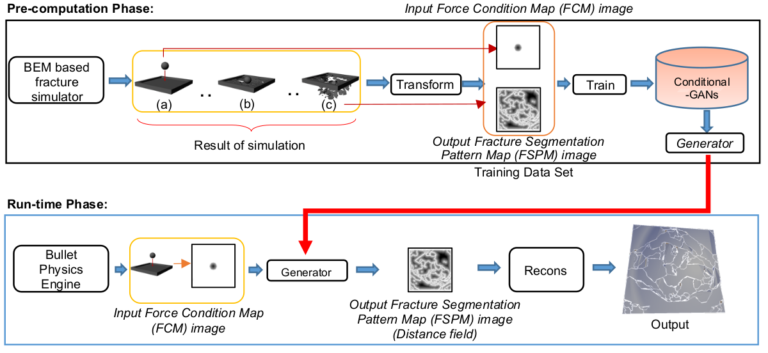 Pre-computation Phase:
Input Force Condition Map (FCM) image
BEM based
fracture
simulator
(a)
. .
(b)
. .
(c)
Transform
Train
Conditional
-GANs
Generator
Result of simulation
Output Fracture Segmentation
Pattern Map (FSPM) image
Training Data Set
Run-time Phase:
Bullet
Physics
Engine
Input Force Condition Map
(FCM) image
Generator
Output Fracture Segmentation
Pattern Map (FSPM) image
(Distance field)
Recons
Output